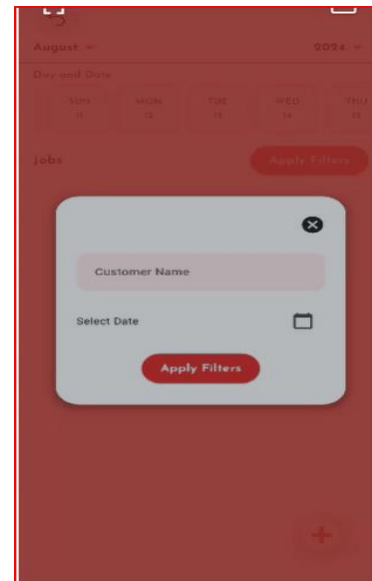 August 2024
Day and Date
SUN MON TUE WED THU
11 12 13 14 15
Jobs Apply Filters
Customer Name
Select Date
Apply Filters